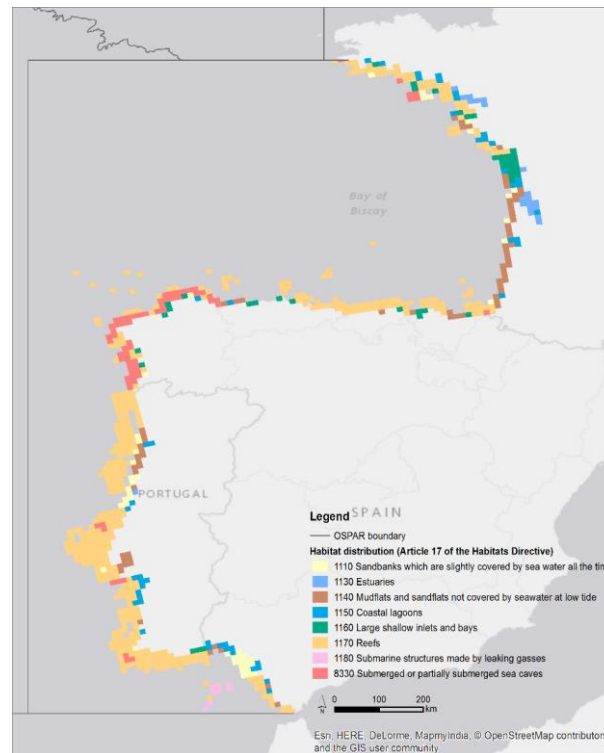 Bay of
Biscay
PORTUGAL
SPAIN
Legend
OSPAR boundary
Habitat distribution (Article 17 of the Habitats Directive)
1110 Sandbanks which are slightly covered by sea water all the tim
1130 Estuaries
1140 Mudflats and sandflats not covered by seawater at low tide
1150 Coastal lagoons
1160 Large shallow inlets and bays
1170 Reefs
1180 Submarine structures made by leaking gasses
8330 Submerged or partially submerged sea caves
N
0 100 200
km
Esri, HERE, DeLorme, MapmyIndia, © OpenStreetMap contributors
and the GIS user community